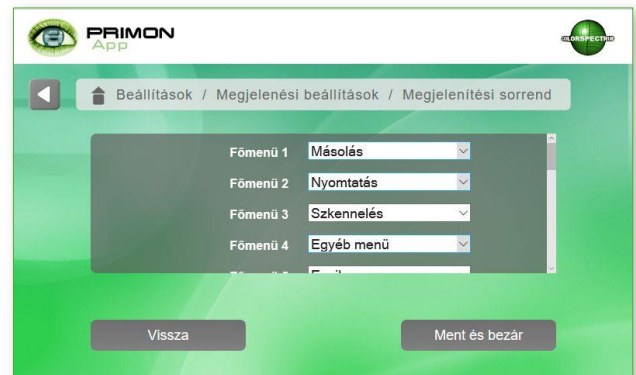 PRIMON
App
COLORSPECTRUM
Beállítások / Megjelenési beállítások / Megjelenítési sorrend
Főmenü 1 Másolás
Főmenü 2 Nyomtatás
Főmenü 3 Szkennelés
Főmenü 4 Egyéb menü
Vissza Ment és bezár